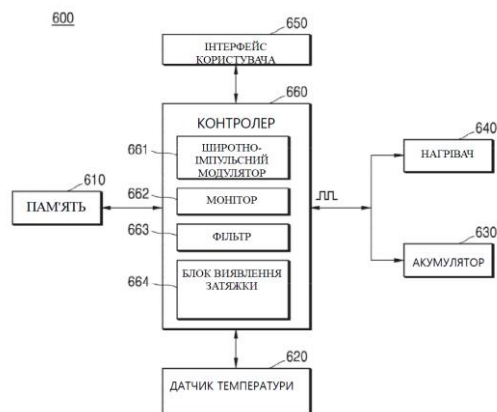 600
650
ІНТЕРФЕЙС
КОРИСТУВАЧА
660
КОНТРОЛЕР
661
ШИРОТНО-
ІМПУЛЬСНИЙ
МОДУЛЯТОР
662
МОНІТОР
663
ФІЛЬТР
664
БЛОК ВИЯВЛЕННЯ
ЗАТЯЖКИ
610
ПАМ'ЯТЬ
640
НАГРІВАЧ
630
АКУМУЛЯТОР
620
ДАТЧИК ТЕМПЕРАТУРИ